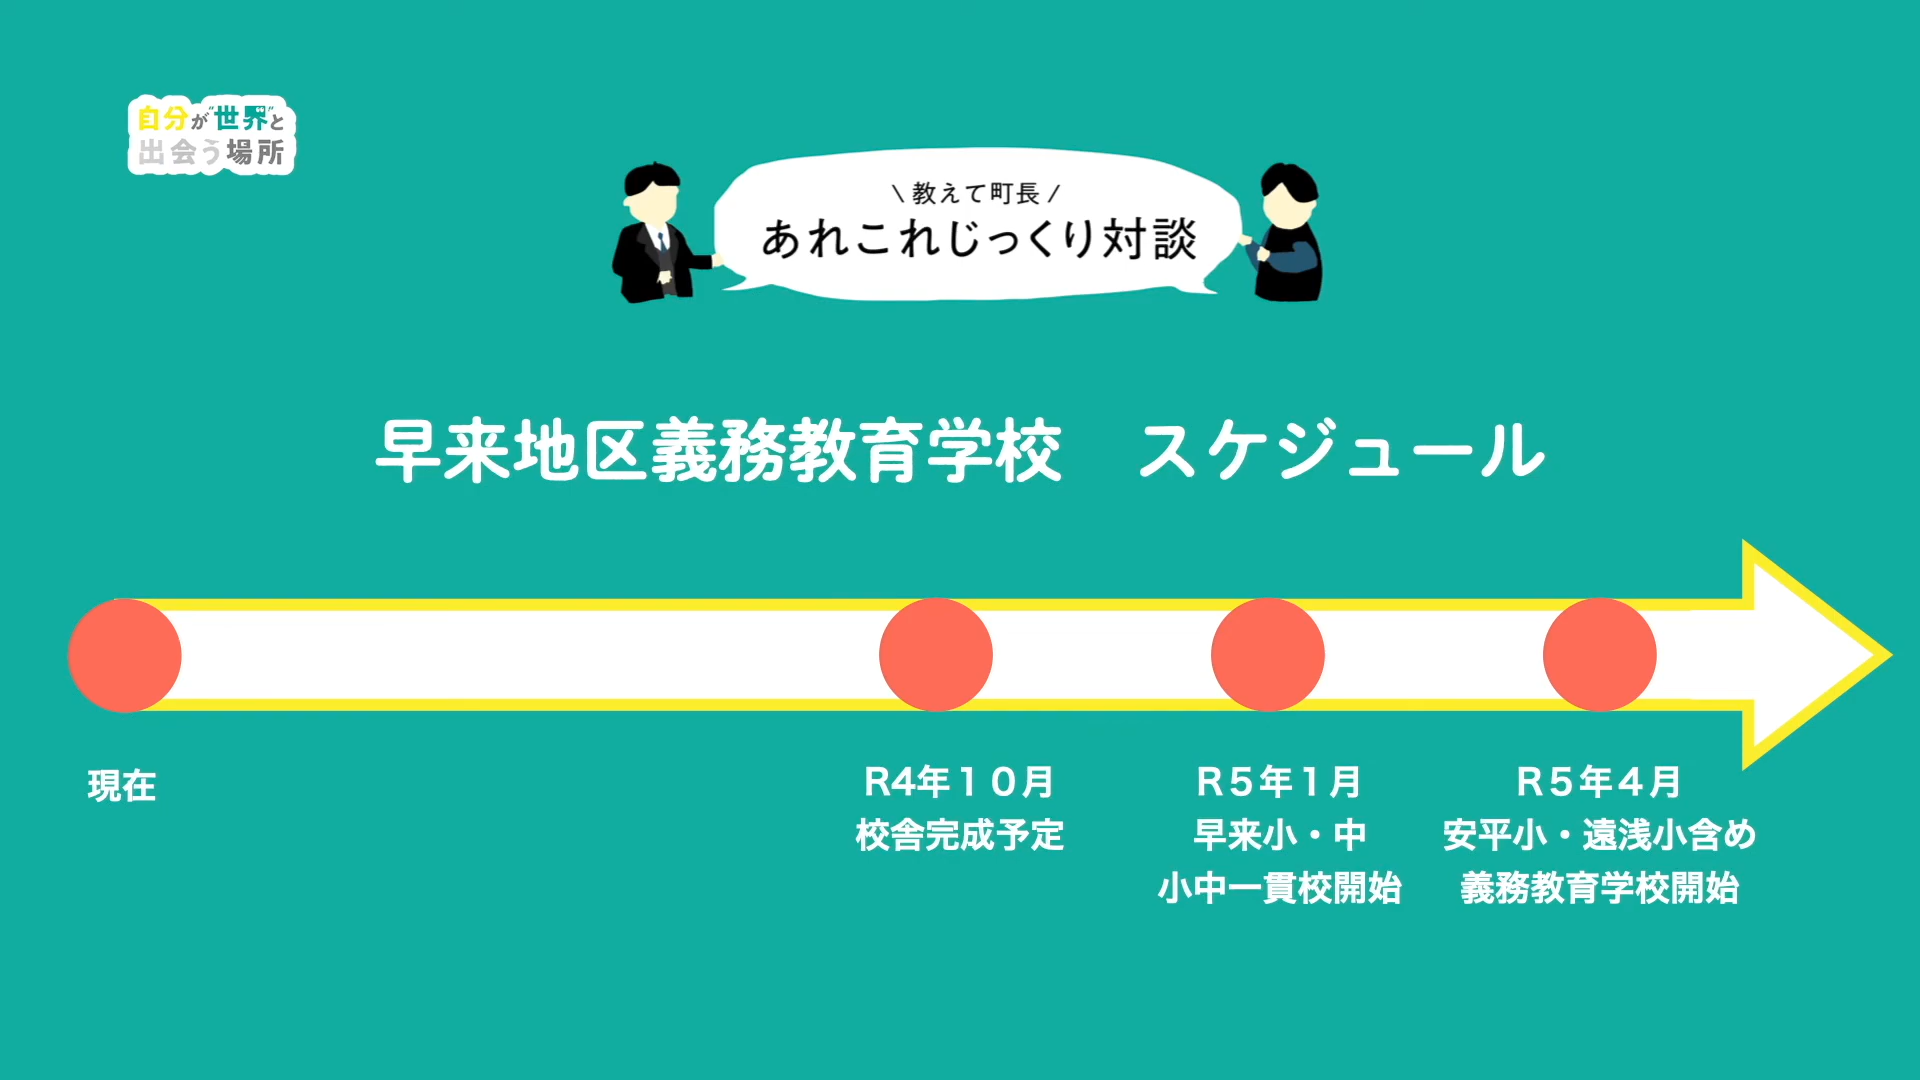 自分が"世界"と
出会う場所
\ 教えて町長 /
あれこれじっくり対談
早来地区義務教育学校　スケジュール
現在
R4年１０月
校舎完成予定
R５年１月
早来小・中
小中一貫校開始
R５年４月
安平小・遠浅小含め
義務教育学校開始